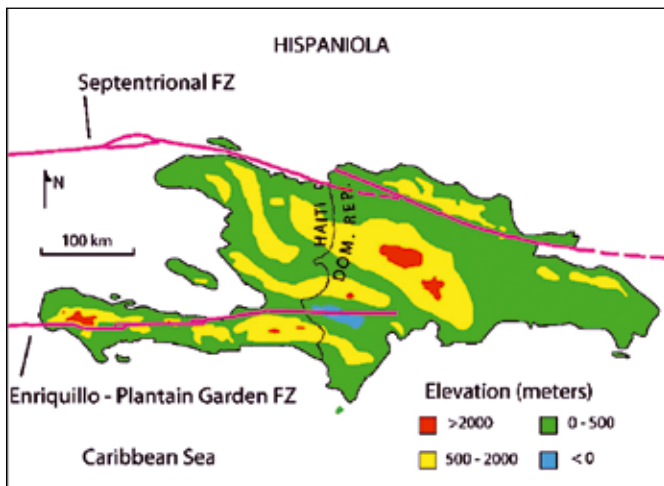 HISPANIOLA
Septentrional FZ
N
100 km
HAITI
DOM. REP.
Enriquillo - Plantain Garden FZ
Caribbean Sea
Elevation (meters)
>2000
0 - 500
500 - 2000
< 0